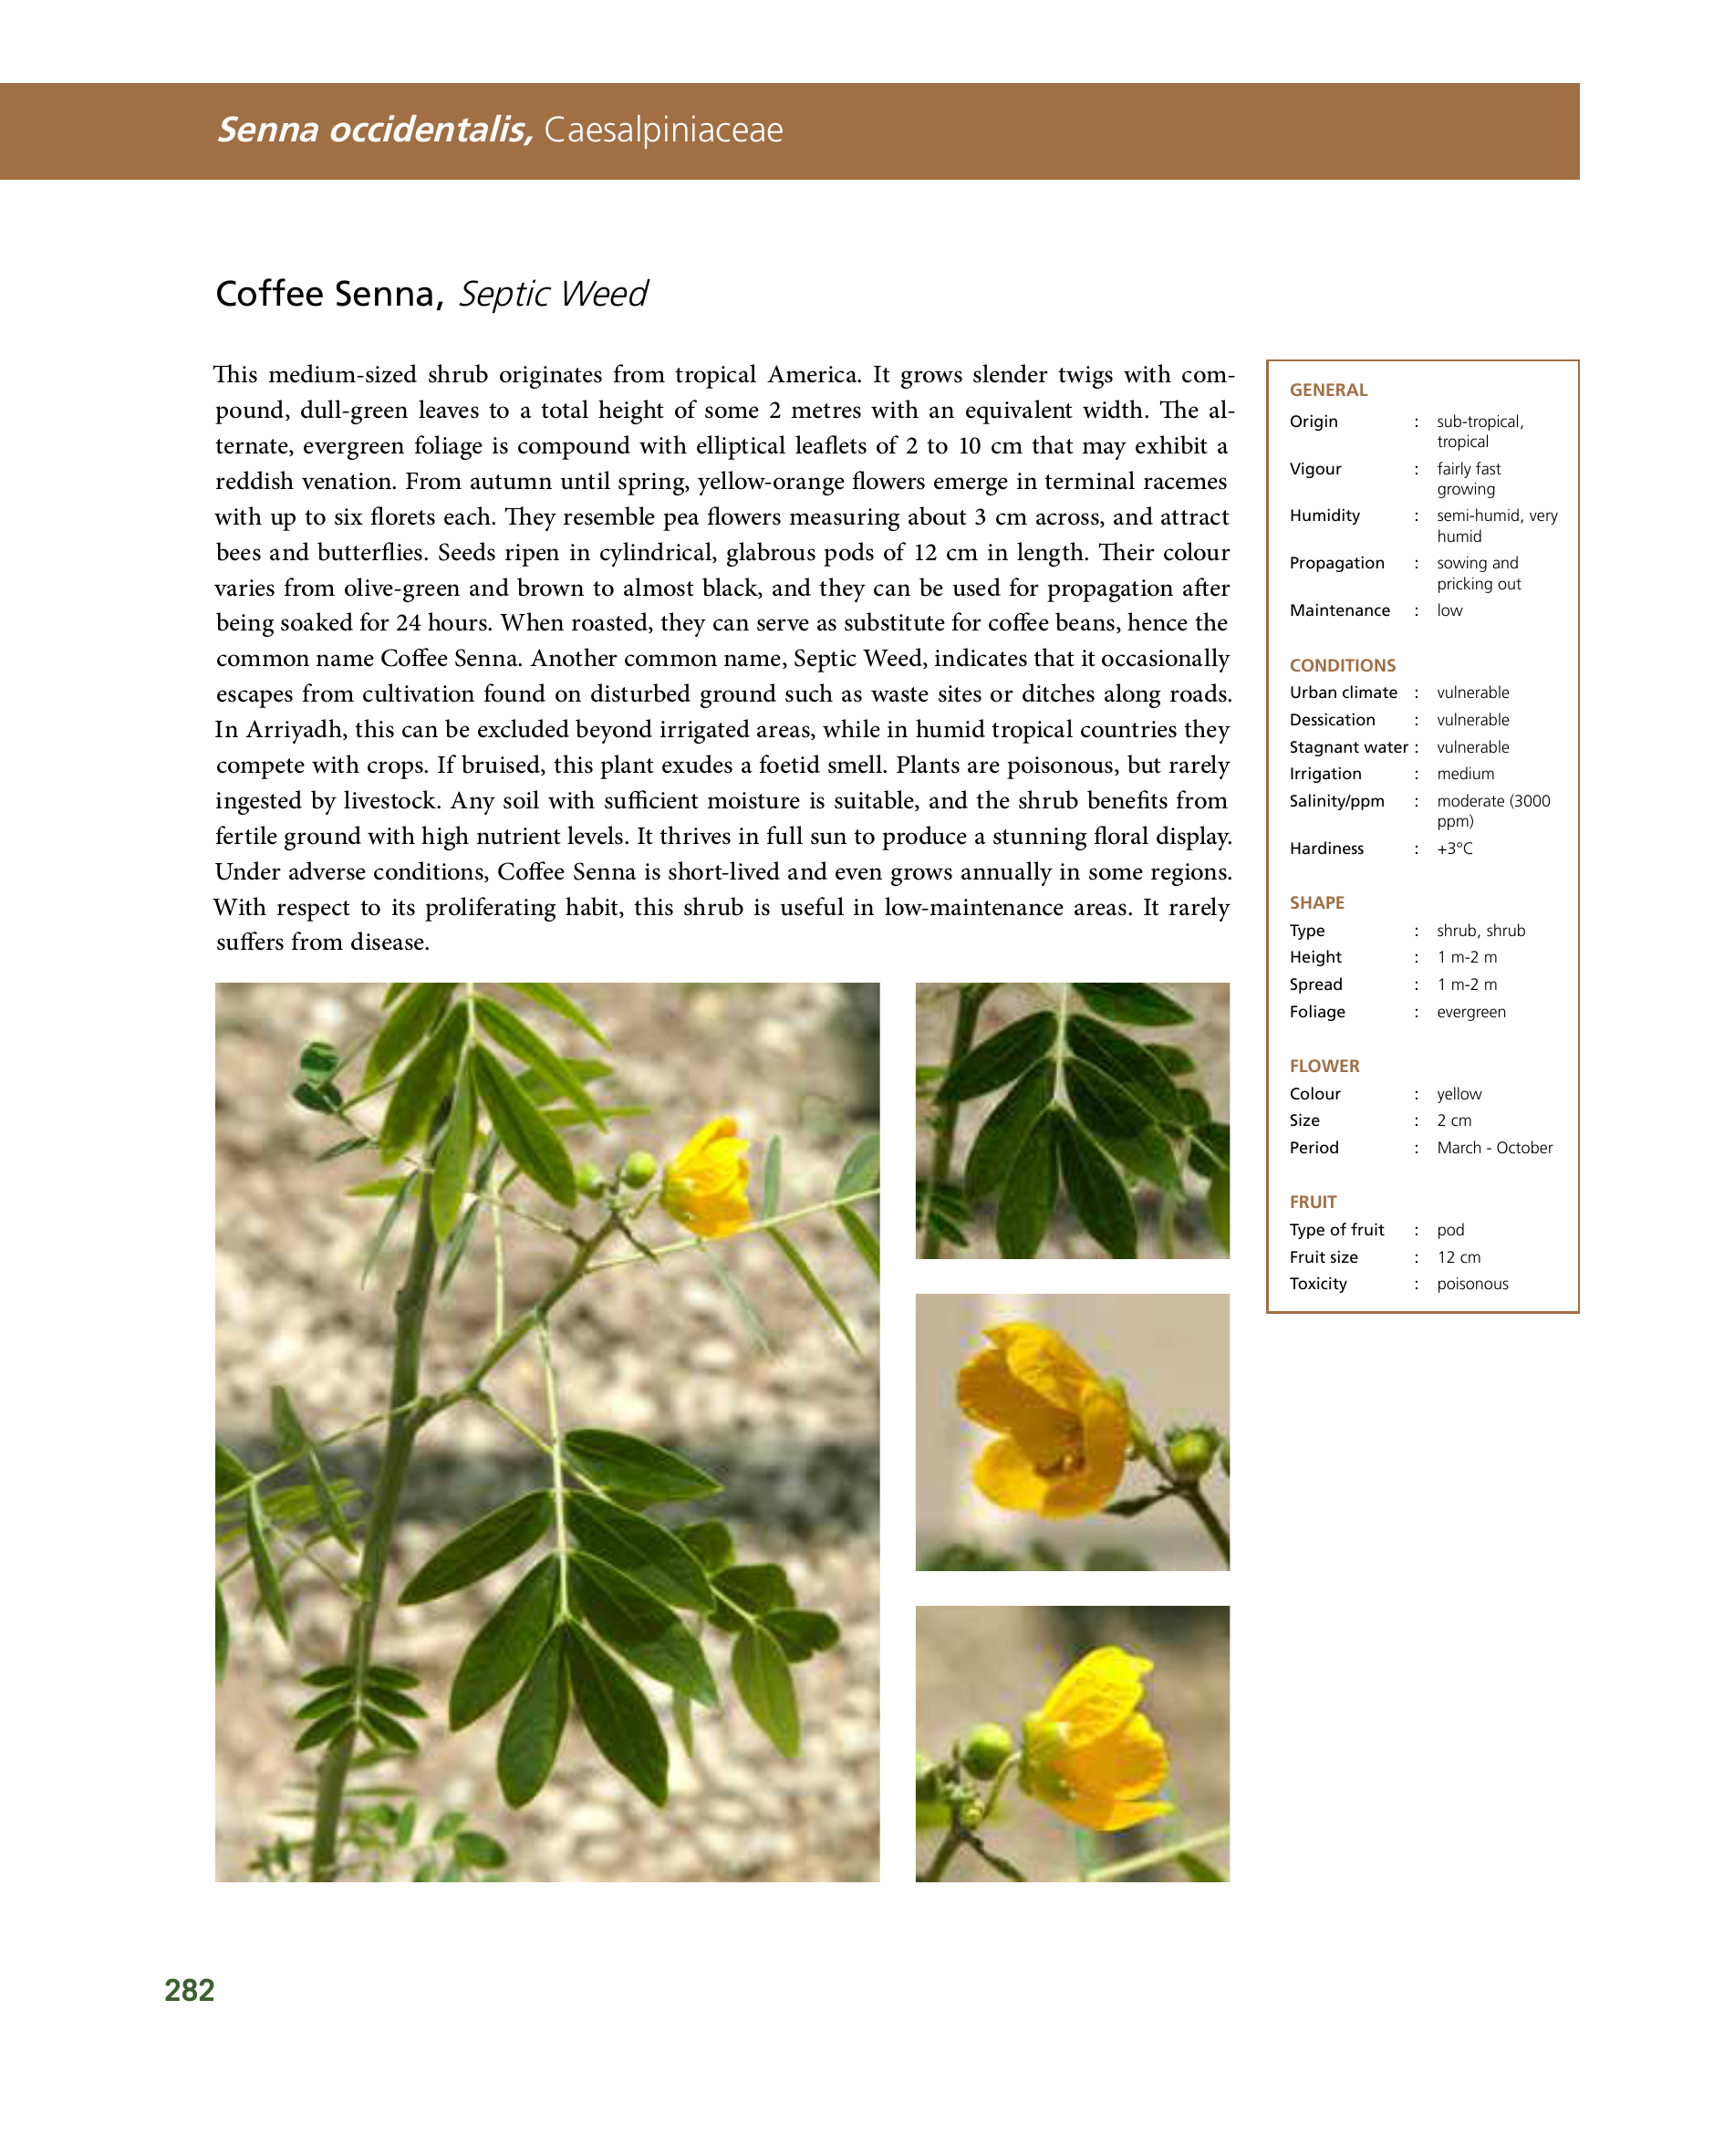 Senna occidentalis, Caesalpiniaceae
Coffee Senna, Septic Weed
This medium-sized shrub originates from tropical America. It grows slender twigs with com-
pound, dull-green leaves to a total height of some 2 metres with an equivalent width. The al-
ternate, evergreen foliage is compound with elliptical leaflets of 2 to 10 cm that may exhibit a
reddish venation. From autumn until spring, yellow-orange flowers emerge in terminal racemes
with up to six florets each. They resemble pea flowers measuring about 3 cm across, and attract
bees and butterflies. Seeds ripen in cylindrical, glabrous pods of 12 cm in length. Their colour
varies from olive-green and brown to almost black, and they can be used for propagation after
being soaked for 24 hours. When roasted, they can serve as substitute for coffee beans, hence the
common name Coffee Senna. Another common name, Septic Weed, indicates that it occasionally
escapes from cultivation found on disturbed ground such as waste sites or ditches along roads.
In Arriyadh, this can be excluded beyond irrigated areas, while in humid tropical countries they
compete with crops. If bruised, this plant exudes a foetid smell. Plants are poisonous, but rarely
ingested by livestock. Any soil with sufficient moisture is suitable, and the shrub benefits from
fertile ground with high nutrient levels. It thrives in full sun to produce a stunning floral display.
Under adverse conditions, Coffee Senna is short-lived and even grows annually in some regions.
With respect to its proliferating habit, this shrub is useful in low-maintenance areas. It rarely
suffers from disease.
GENERAL
Origin : sub-tropical,
tropical
Vigour : fairly fast
growing
Humidity : semi-humid, very
humid
Propagation : sowing and
pricking out
Maintenance : low
CONDITIONS
Urban climate : vulnerable
Dessication : vulnerable
Stagnant water : vulnerable
Irrigation : medium
Salinity/ppm : moderate (3000
ppm)
Hardiness : +3°C
SHAPE
Type : shrub, shrub
Height : 1 m-2 m
Spread : 1 m-2 m
Foliage : evergreen
FLOWER
Colour : yellow
Size : 2 cm
Period : March - October
FRUIT
Type of fruit : pod
Fruit size : 12 cm
Toxicity : poisonous
282